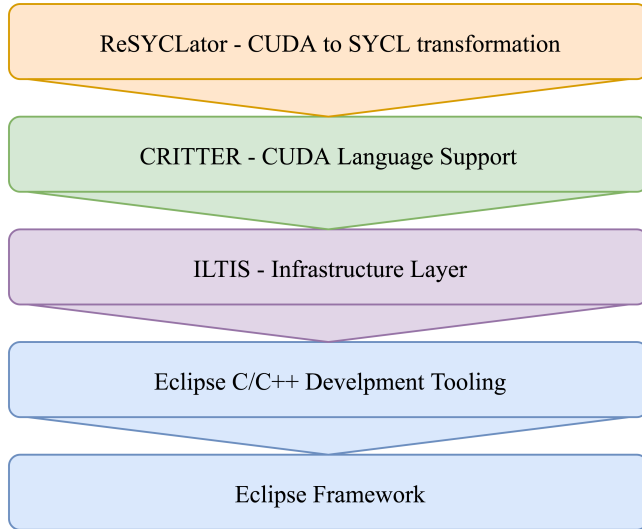 ReSYCLator - CUDA to SYCL transformation
CRITTER - CUDA Language Support
ILTIS - Infrastructure Layer
Eclipse C/C++ Develpment Tooling
Eclipse Framework